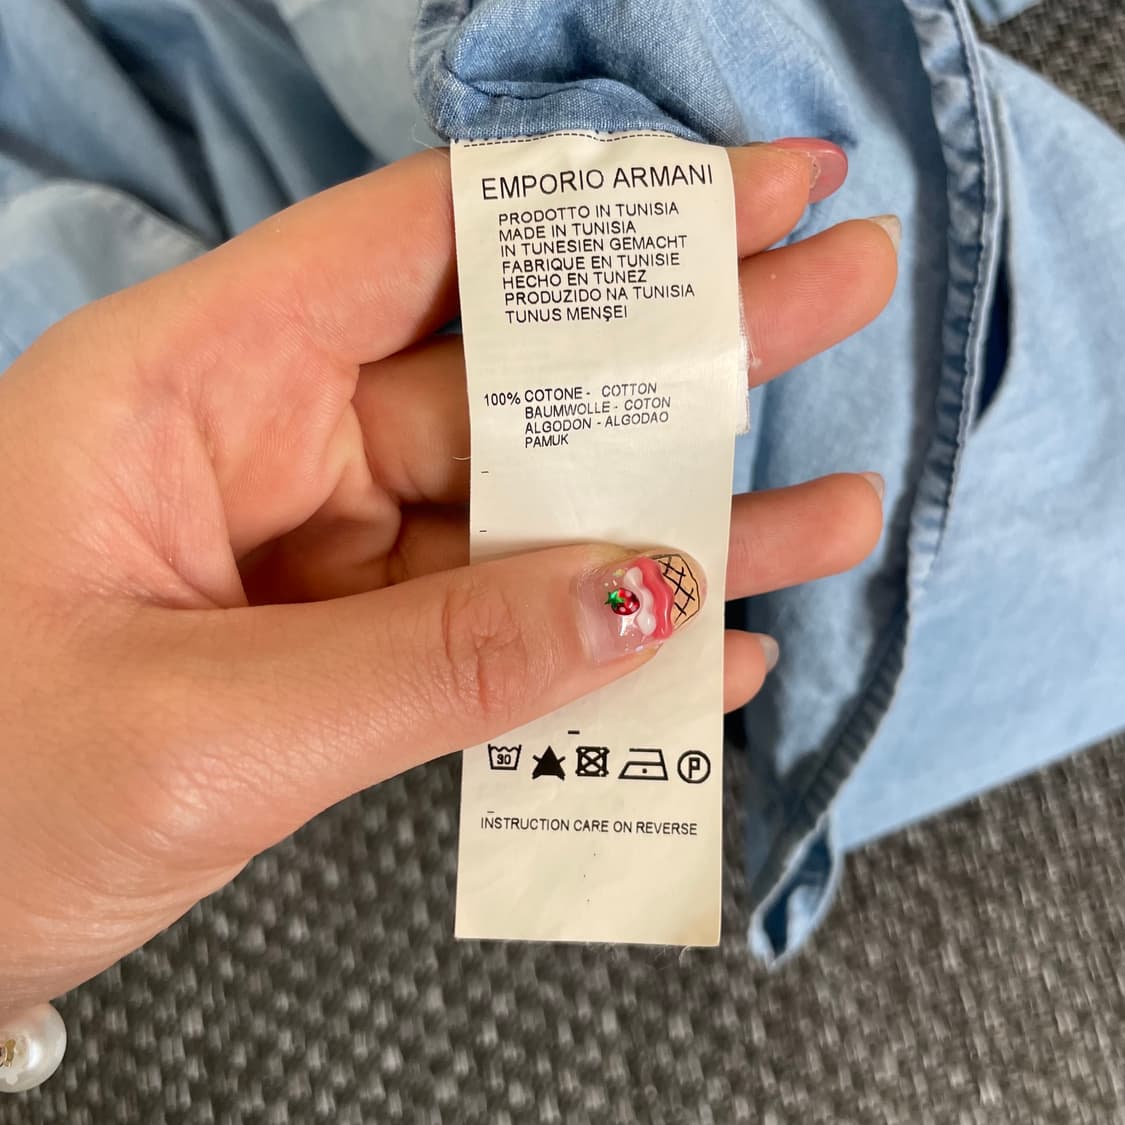 EMPORIO ARMANI
PRODOTTO IN TUNISIA
MADE IN TUNISIA
IN TUNESIEN GEMACHT
FABRIQUE EN TUNISIE
HECHO EN TUNEZ
PRODUZIDO NA TUNISIA
TUNUS MENŞEI
100% COTONE - COTTON
BAUMWOLLE - COTON
ALGODON - ALGODAO
PAMUK
30
P
INSTRUCTION CARE ON REVERSE